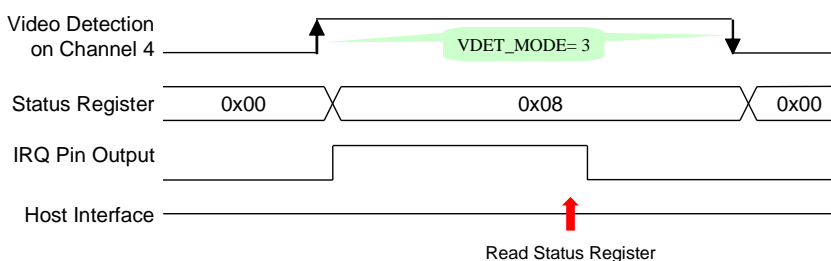 Video Detection
on Channel 4
VDET_MODE= 3
Status Register
0x00
0x08
0x00
IRQ Pin Output
Host Interface
Read Status Register